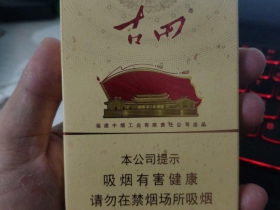 古田
福建中烟工业有限责任公司出品
本公司提示
吸烟有害健康
请勿在禁烟场所吸烟